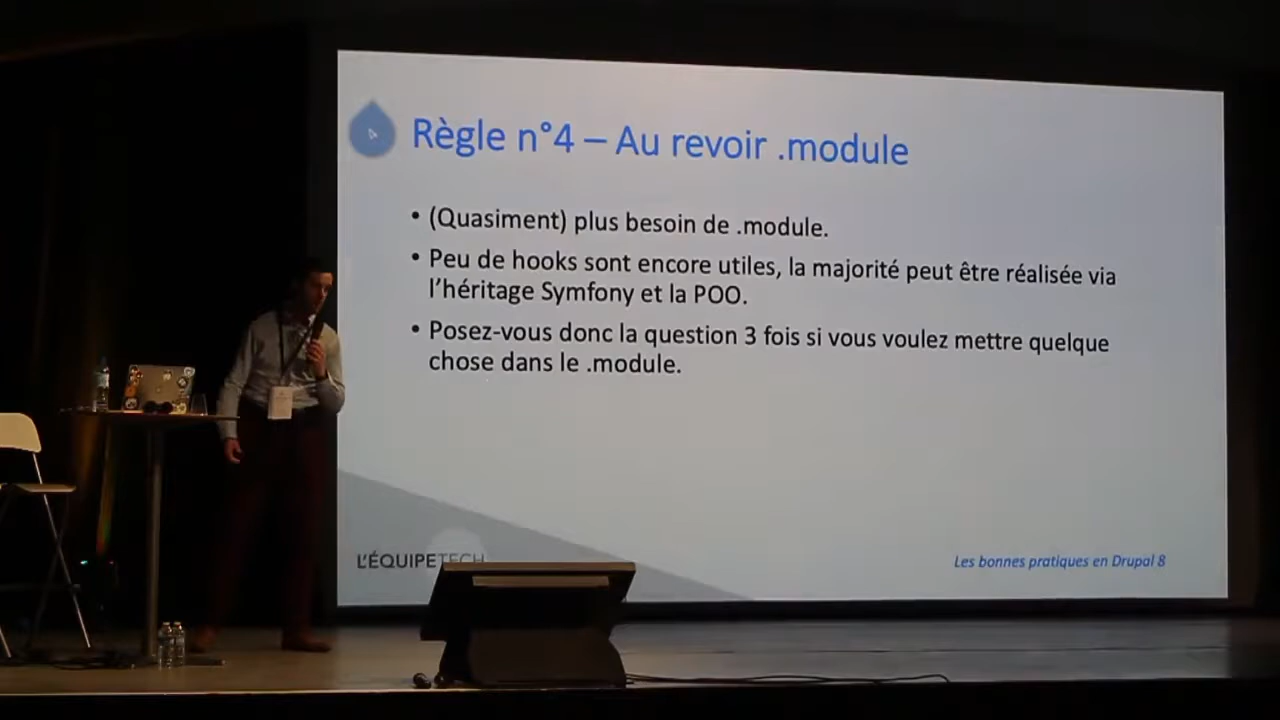 Règle n°4 – Au revoir .module
• (Quasiment) plus besoin de .module.
• Peu de hooks sont encore utiles, la majorité peut être réalisée via
l’héritage Symfony et la POO.
• Posez-vous donc la question 3 fois si vous voulez mettre quelque
chose dans le .module.
L’ÉQUIPETECH
Les bonnes pratiques en Drupal 8